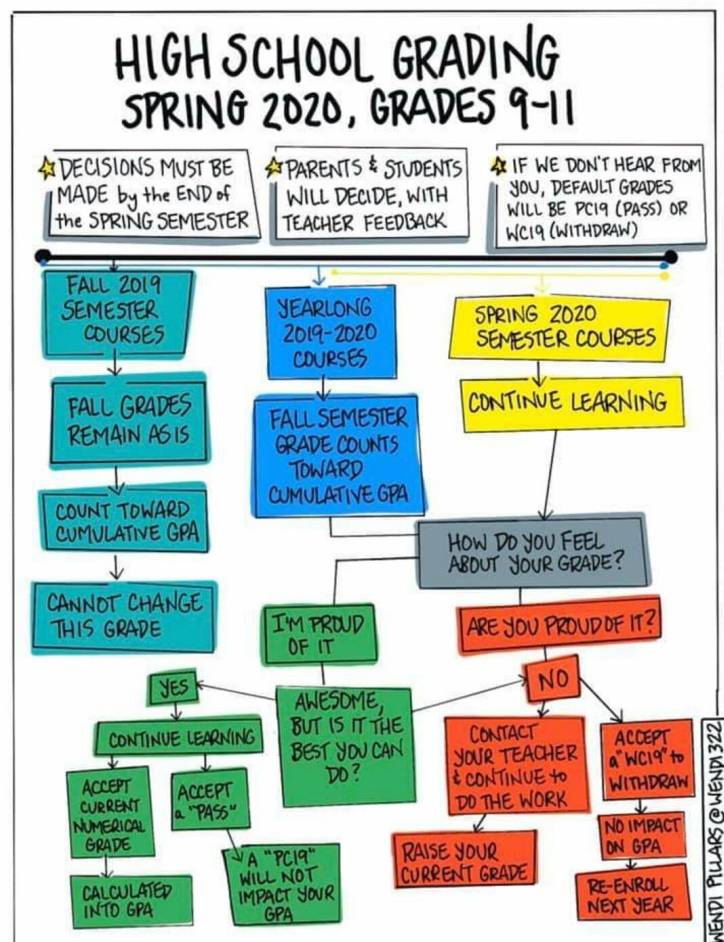 HIGH SCHOOL GRADING
SPRING 2020, GRADES 9-11
DECISIONS MUST BE
MADE by the END of
the SPRING SEMESTER
PARENTS & STUDENTS
WILL DECIDE, WITH
TEACHER FEEDBACK
IF WE DON'T HEAR FROM
YOU, DEFAULT GRADES
WILL BE PC19 (PASS) OR
WC19 (WITHDRAW)
FALL 2019
SEMESTER
COURSES
FALL GRADES
REMAIN AS IS
COUNT TOWARD
CUMULATIVE GPA
CANNOT CHANGE
THIS GRADE
YEARLONG
2019-2020
COURSES
FALL SEMESTER
GRADE COUNTS
TOWARD
CUMULATIVE GPA
SPRING 2020
SEMESTER COURSES
CONTINUE LEARNING
HOW DO YOU FEEL
ABOUT YOUR GRADE?
I'M PROUD
OF IT
AWESOME,
BUT IS IT THE
BEST YOU CAN
DO?
YES
CONTINUE LEARNING
ACCEPT
CURRENT
NUMERICAL
GRADE
CALCULATED
INTO GPA
ACCEPT
a "PASS"
A "PC19"
WILL NOT
IMPACT YOUR
GPA
ARE YOU PROUD OF IT?
NO
CONTACT
YOUR TEACHER
& CONTINUE to
DO THE WORK
RAISE YOUR
CURRENT GRADE
ACCEPT
a "WC19" to
WITHDRAW
NO IMPACT
ON GPA
RE-ENROLL
NEXT YEAR
WENDI PILLARS @WENDI322